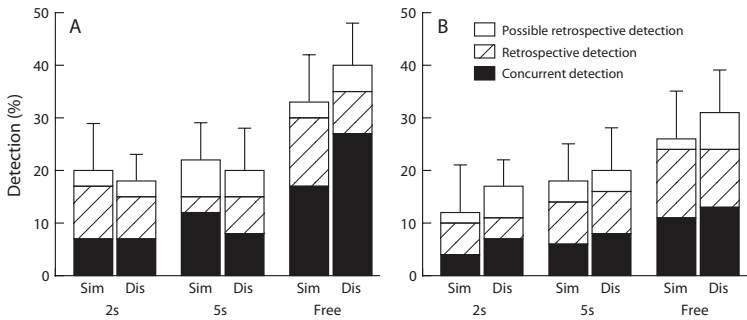 50
40
30
20
10
0
Detection (%)
A
Sim Dis Sim Dis Sim Dis
2s 5s Free
50
40
30
20
10
0
B
Possible retrospective detection
Retrospective detection
Concurrent detection
Sim Dis Sim Dis Sim Dis
2s 5s Free